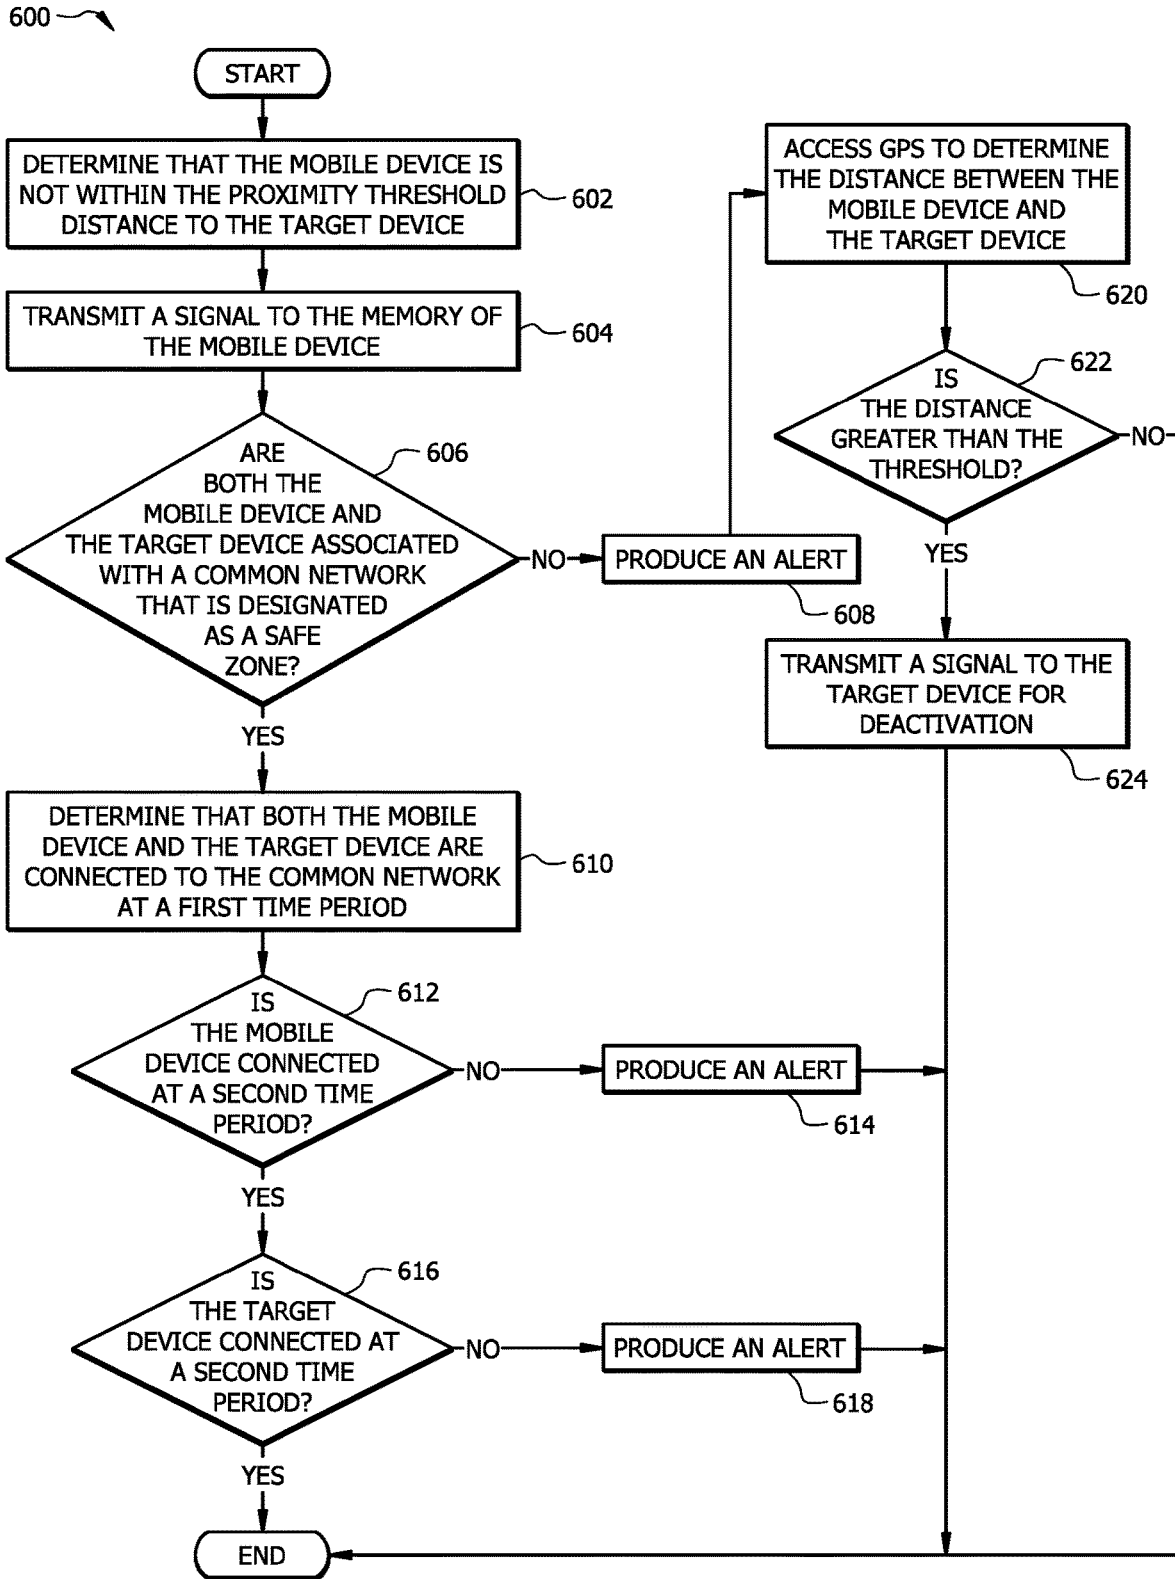 600
START
DETERMINE THAT THE MOBILE DEVICE IS
NOT WITHIN THE PROXIMITY THRESHOLD
DISTANCE TO THE TARGET DEVICE
602
TRANSMIT A SIGNAL TO THE MEMORY OF
THE MOBILE DEVICE
604
ARE
BOTH THE
MOBILE DEVICE AND
THE TARGET DEVICE ASSOCIATED
WITH A COMMON NETWORK
THAT IS DESIGNATED
AS A SAFE
ZONE?
606
NO
PRODUCE AN ALERT
608
YES
DETERMINE THAT BOTH THE MOBILE
DEVICE AND THE TARGET DEVICE ARE
CONNECTED TO THE COMMON NETWORK
AT A FIRST TIME PERIOD
610
IS
THE MOBILE
DEVICE CONNECTED
AT A SECOND TIME
PERIOD?
612
NO
PRODUCE AN ALERT
614
YES
IS
THE TARGET
DEVICE CONNECTED AT
A SECOND TIME
PERIOD?
616
NO
PRODUCE AN ALERT
618
YES
END
ACCESS GPS TO DETERMINE
THE DISTANCE BETWEEN THE
MOBILE DEVICE AND
THE TARGET DEVICE
620
IS
THE DISTANCE
GREATER THAN THE
THRESHOLD?
622
NO
YES
TRANSMIT A SIGNAL TO THE
TARGET DEVICE FOR
DEACTIVATION
624